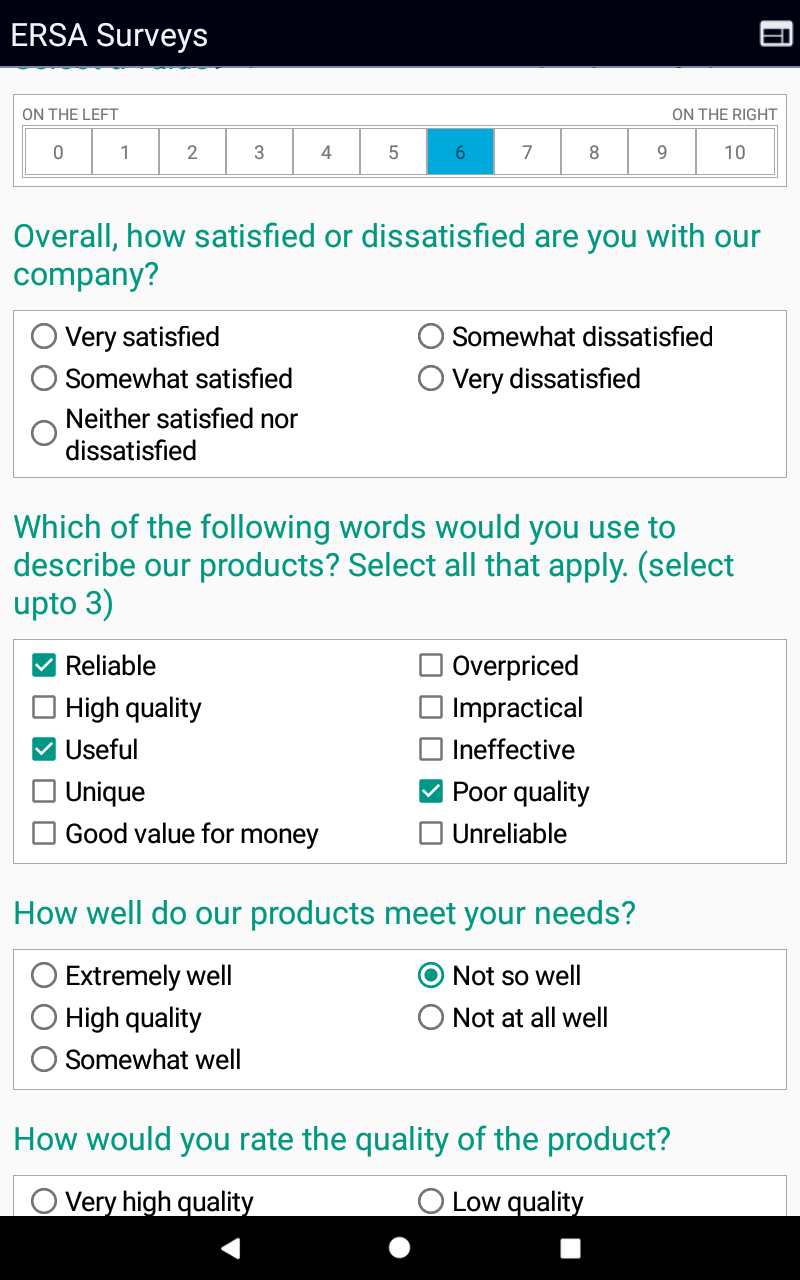 ERSA Surveys
ON THE LEFT ON THE RIGHT
0 1 2 3 4 5 6 7 8 9 10
Overall, how satisfied or dissatisfied are you with our
company?
Very satisfied
Somewhat satisfied
Neither satisfied nor
dissatisfied
Somewhat dissatisfied
Very dissatisfied
Which of the following words would you use to
describe our products? Select all that apply. (select
upto 3)
Reliable
High quality
Useful
Unique
Good value for money
Overpriced
Impractical
Ineffective
Poor quality
Unreliable
How well do our products meet your needs?
Extremely well
High quality
Somewhat well
Not so well
Not at all well
How would you rate the quality of the product?
Very high quality
Low quality